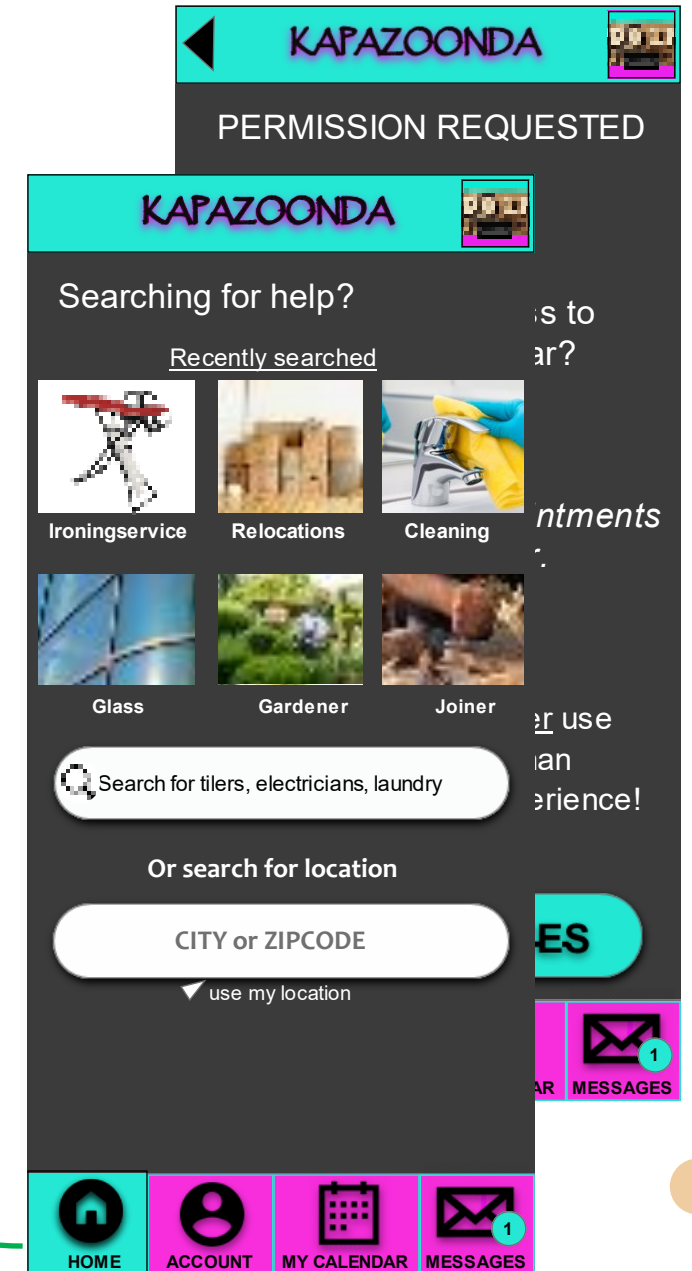 KAPAZOONDA
PERMISSION REQUESTED
ss to
ar?
intments
r.
er use
an
erience!
ES
AR MESSAGES
1
KAPAZOONDA
Searching for help?
Recently searched
Ironingservice Relocations Cleaning
Glass Gardener Joiner
Search for tilers, electricians, laundry
Or search for location
CITY or ZIPCODE
use my location
1
HOME ACCOUNT MY CALENDAR MESSAGES